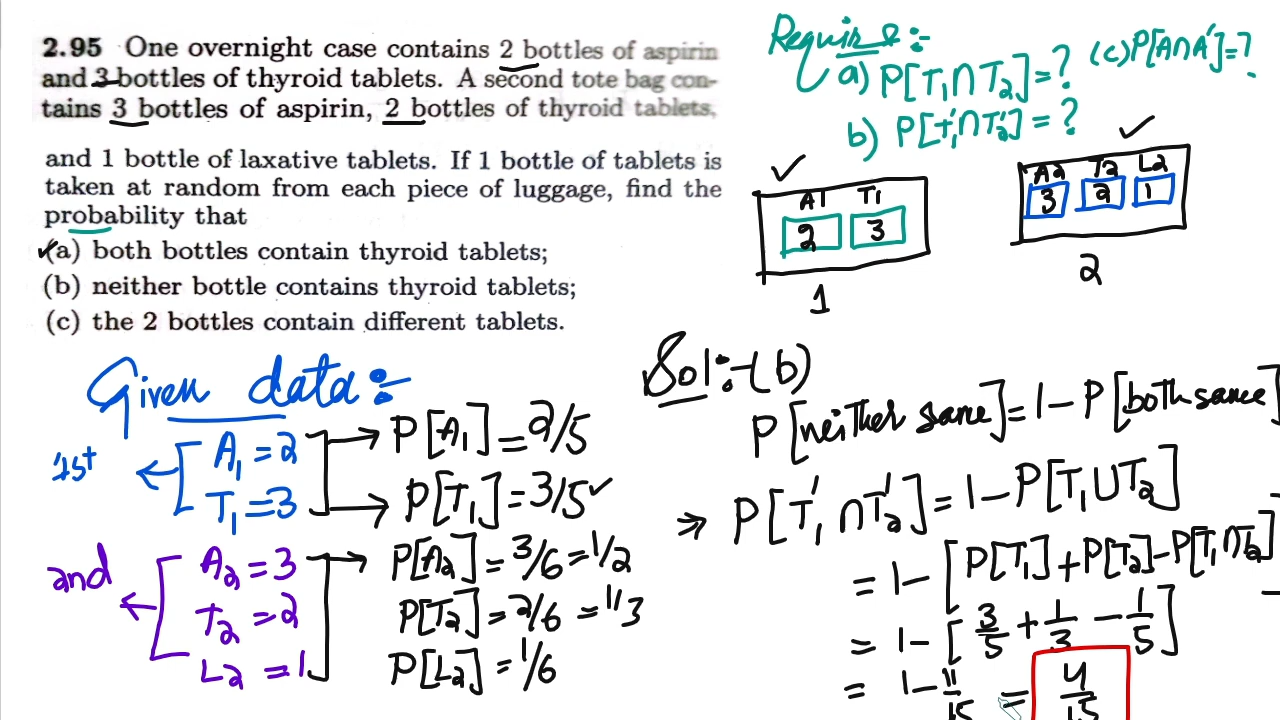 2.95 One overnight case contains 2 bottles of aspirin
and 3 bottles of thyroid tablets. A second tote bag con-
tains 3 bottles of aspirin, 2 bottles of thyroid tablets,
and 1 bottle of laxative tablets. If 1 bottle of tablets is
taken at random from each piece of luggage, find the
probability that
(a) both bottles contain thyroid tablets;
(b) neither bottle contains thyroid tablets;
(c) the 2 bottles contain different tablets.
Require:-
a) P[T₁∩T₂]=? (c) P[A∩A']=?
b) P[T₁'∩T₂']=?
A1 T1
2 3
1
A2 T2 L2
3 2 1
2
Given data:-
1st
A₁=2
T₁=3
P[A₁]=2/5
P[T₁]=3/5
and
A₂=3
T₂=2
L2=1
P[A₂]=3/6=1/2
P[T₂]=2/6=1/3
P[L2]=1/6
Sol:-(b)
P[neither same]=1-P[both same]
⇒ P[T₁'∩T₂']=1-P[T₁∪T₂]
=1-[P[T₁]+P[T₂]-P[T₁∩T₂]
=1-[3/5+1/3-1/5]
=1-11/15=4/15